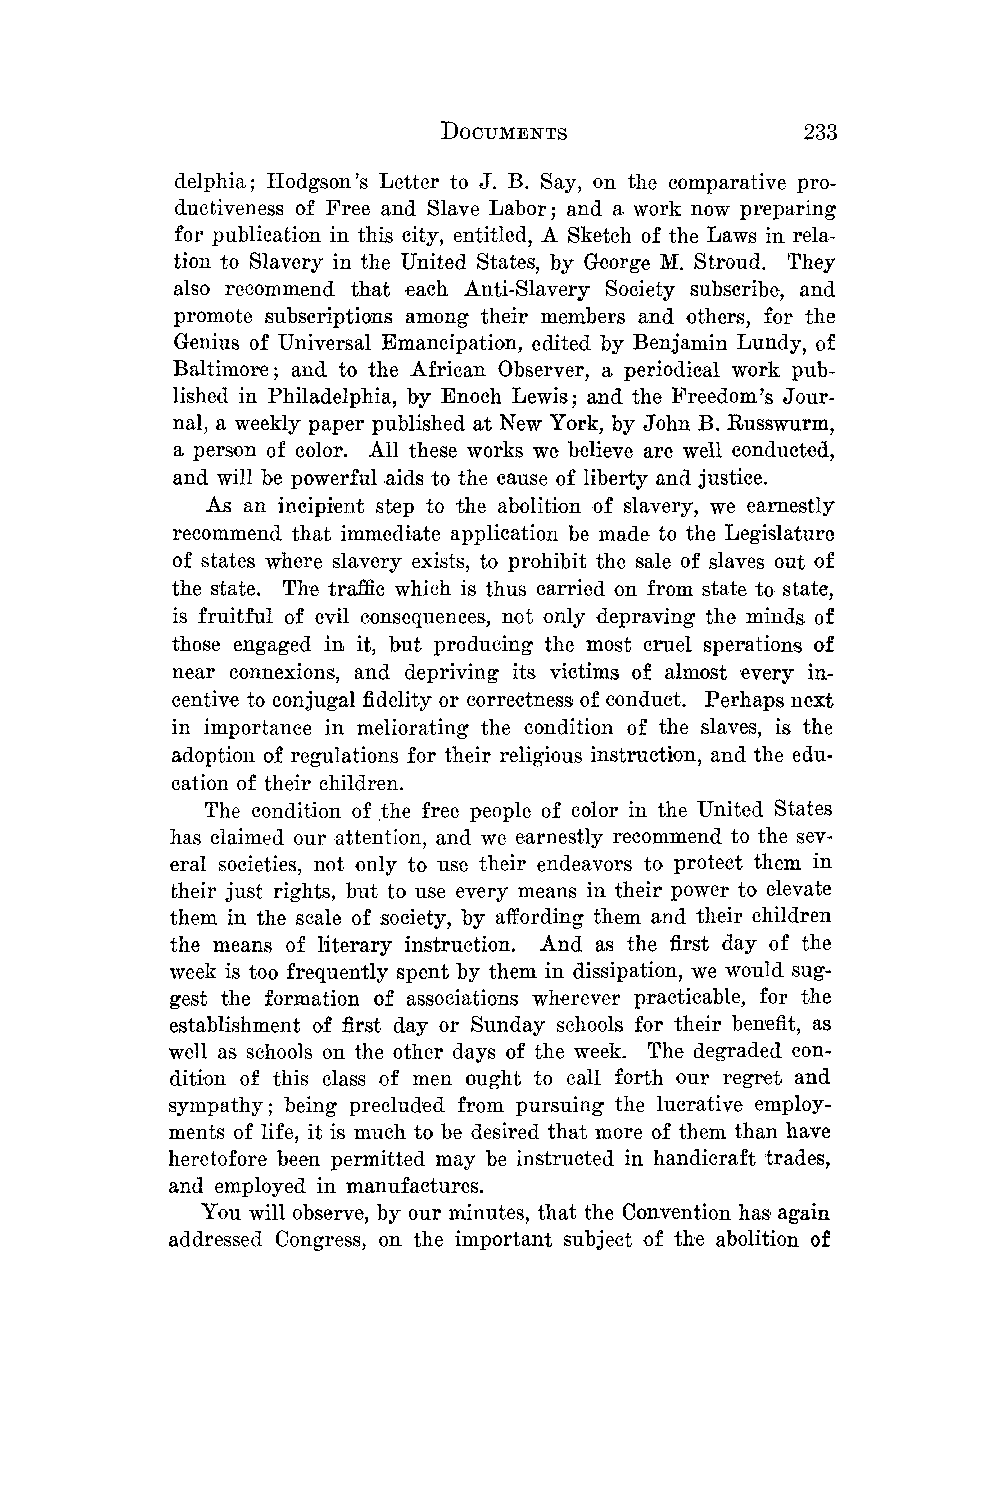 DOCUMENTS 233
delphia; Hodgson's Letter to J. B. Say, on the comparative pro-
ductiveness of Free and Slave Labor; and a work now preparing
for publication in this city, entitled, A Sketch of the Laws in rela-
tion to Slavery in the United States, by George M. Stroud. They
also recommend that each Anti-Slavery Society subscribe, and
promote subscriptions among their members and others, for the
Genius of Universal Emancipation, edited by Benjamin Lundy, of
Baltimore; and to the African Observer, a periodical work pub-
lished in Philadelphia, by Enoch Lewis; and the Freedom's Jour-
nal, a weekly paper published at New York, by John B. Russwurm,
a person of color. All these works we believe are well conducted,
and will be powerful aids to the cause of liberty and justice.
As an incipient step to the abolition of slavery, we earnestly
recommend that immediate application be made to the Legislature
of states where slavery exists, to prohibit the sale of slaves out of
the state. The traffic which is thus carried on from state to state,
is fruitful of evil consequences, not only depraving the minds of
those engaged in it, but producing the most cruel sperations of
near connexions, and depriving its victims of almost every in-
centive to conjugal fidelity or correctness of conduct. Perhaps next
in importance in meliorating the condition of the slaves, is the
adoption of regulations for their religious instruction, and the edu-
cation of their children.
The condition of the free people of color in the United States
has claimed our attention, and we earnestly recommend to the sev-
eral societies, not only to use their endeavors to protect them in
their just rights, but to use every means in their power to elevate
them in the scale of society, by affording them and their children
the means of literary instruction. And as the first day of the
week is too frequently spent by them in dissipation, we would sug-
gest the formation of associations wherever practicable, for the
establishment of first day or Sunday schools for their benefit, as
well as schools on the other days of the week. The degraded con-
dition of this class of men ought to call forth our regret and
sympathy; being precluded from pursuing the lucrative employ-
ments of life, it is much to be desired that more of them than have
heretofore been permitted may be instructed in handicraft trades,
and employed in manufactures.
You will observe, by our minutes, that the Convention has again
addressed Congress, on the important subject of the abolition of